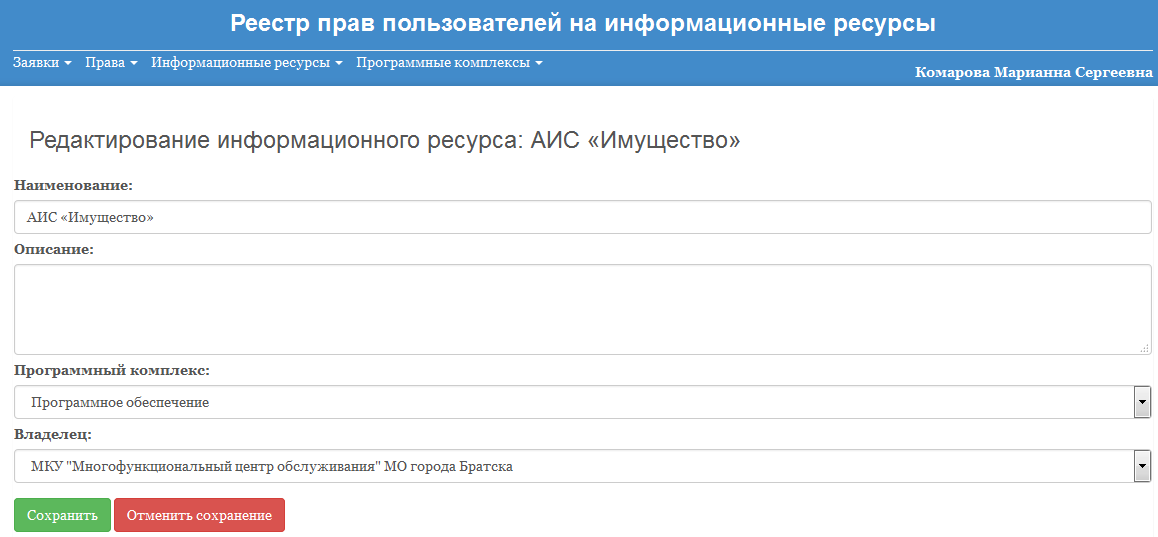 Реестр прав пользователей на информационные ресурсы
Заявки Права Информационные ресурсы Программные комплексы
Комарова Марианна Сергеевна
Редактирование информационного ресурса: АИС «Имущество»
Наименование:
АИС «Имущество»
Описание:
Программный комплекс:
Программное обеспечение
Владелец:
МКУ "Многофункциональный центр обслуживания" МО города Братска
Сохранить Отменить сохранение